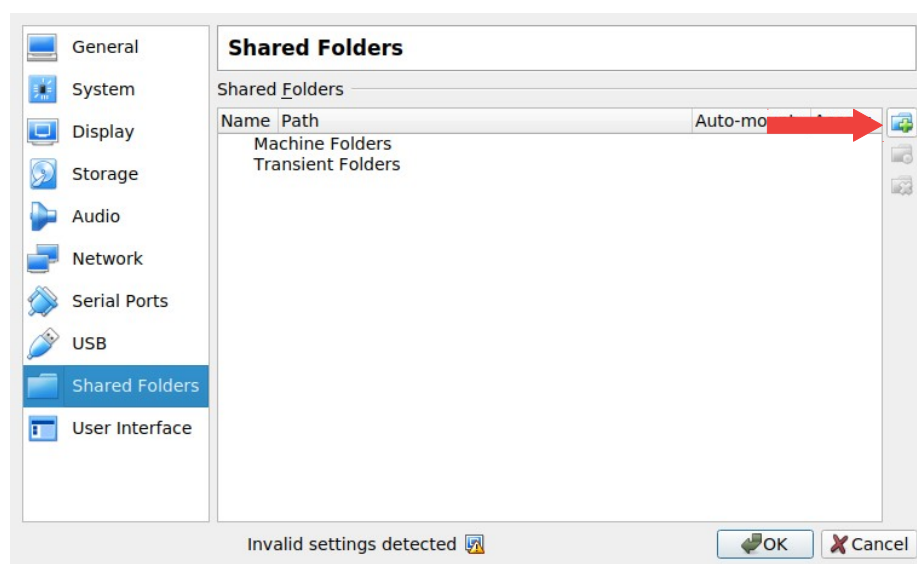 General
System
Display
Storage
Audio
Network
Serial Ports
USB
Shared Folders
User Interface
Shared Folders
Shared Folders
Name Path
Machine Folders
Transient Folders
Invalid settings detected
OK
Cancel